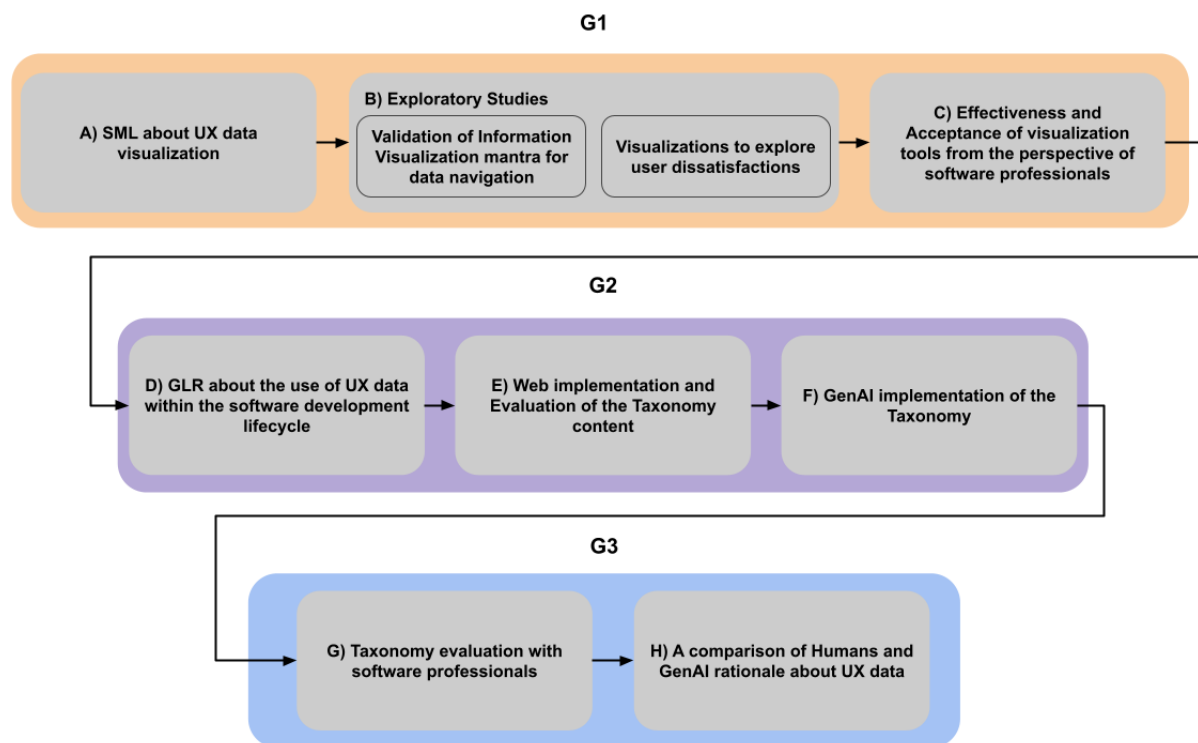 G1
A) SML about UX data
visualization
B) Exploratory Studies
Validation of Information
Visualization mantra for
data navigation
Visualizations to explore
user dissatisfactions
C) Effectiveness and
Acceptance of visualization
tools from the perspective of
software professionals
G2
D) GLR about the use of UX data
within the software development
lifecycle
E) Web implementation and
Evaluation of the Taxonomy
content
F) GenAI implementation of the
Taxonomy
G3
G) Taxonomy evaluation with
software professionals
H) A comparison of Humans and
GenAI rationale about UX data